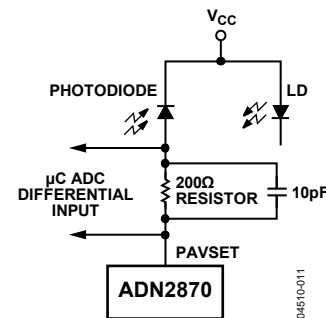 VCC
PHOTODIODE
LD
µC ADC
DIFFERENTIAL
INPUT
200Ω
RESISTOR
10pF
PAVSET
ADN2870
04510-011